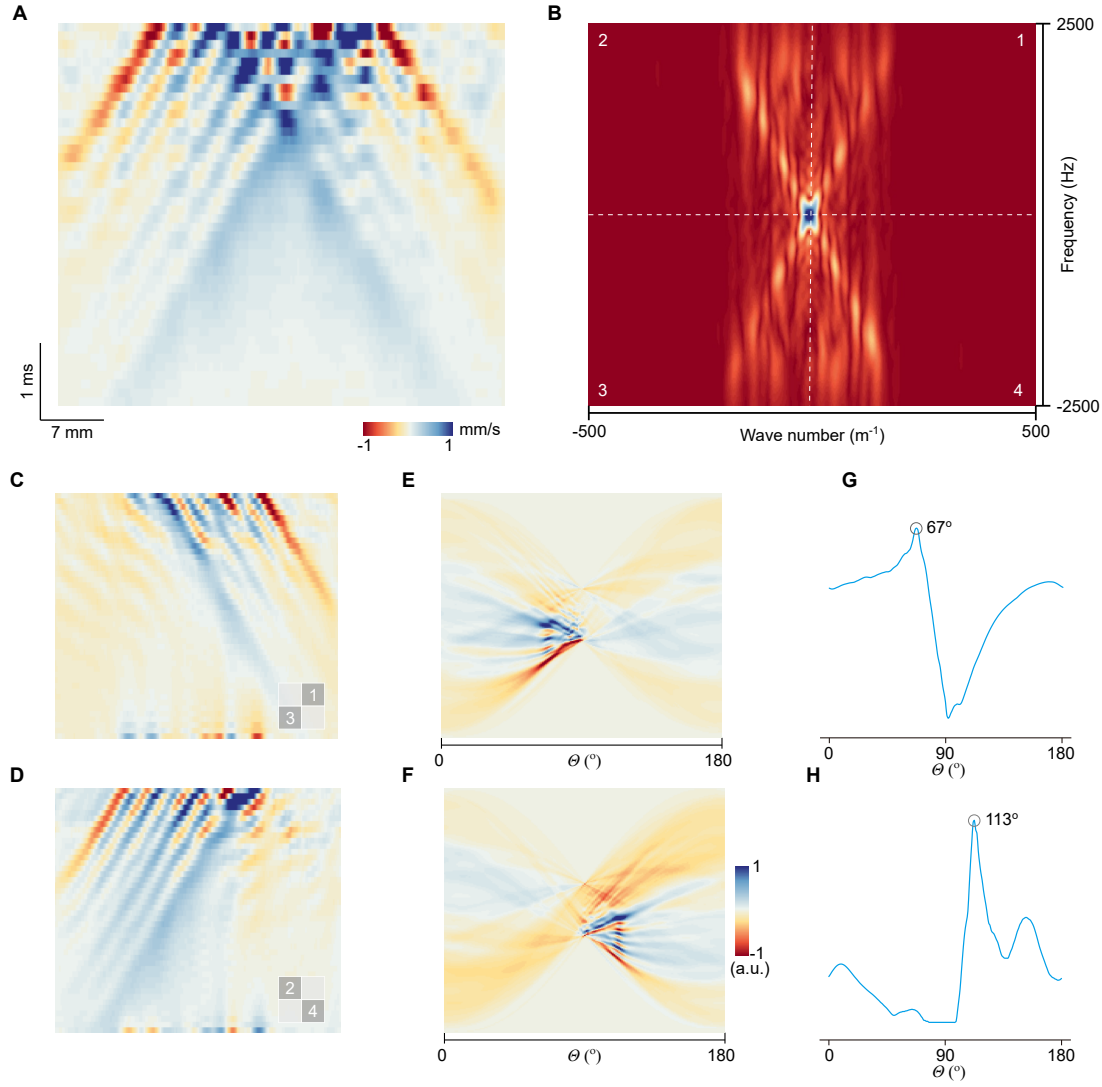 A
B
2
1
2500
Frequency (Hz)
1 ms
7 mm
-1
1
mm/s
3
4
-2500
-500
Wave number (m⁻¹)
500
C
E
G
67°
1
3
0
Θ (°)
180
0
90
180
Θ (°)
D
F
H
113°
1
-1
(a.u.)
2
4
0
Θ (°)
180
0
90
180
Θ (°)